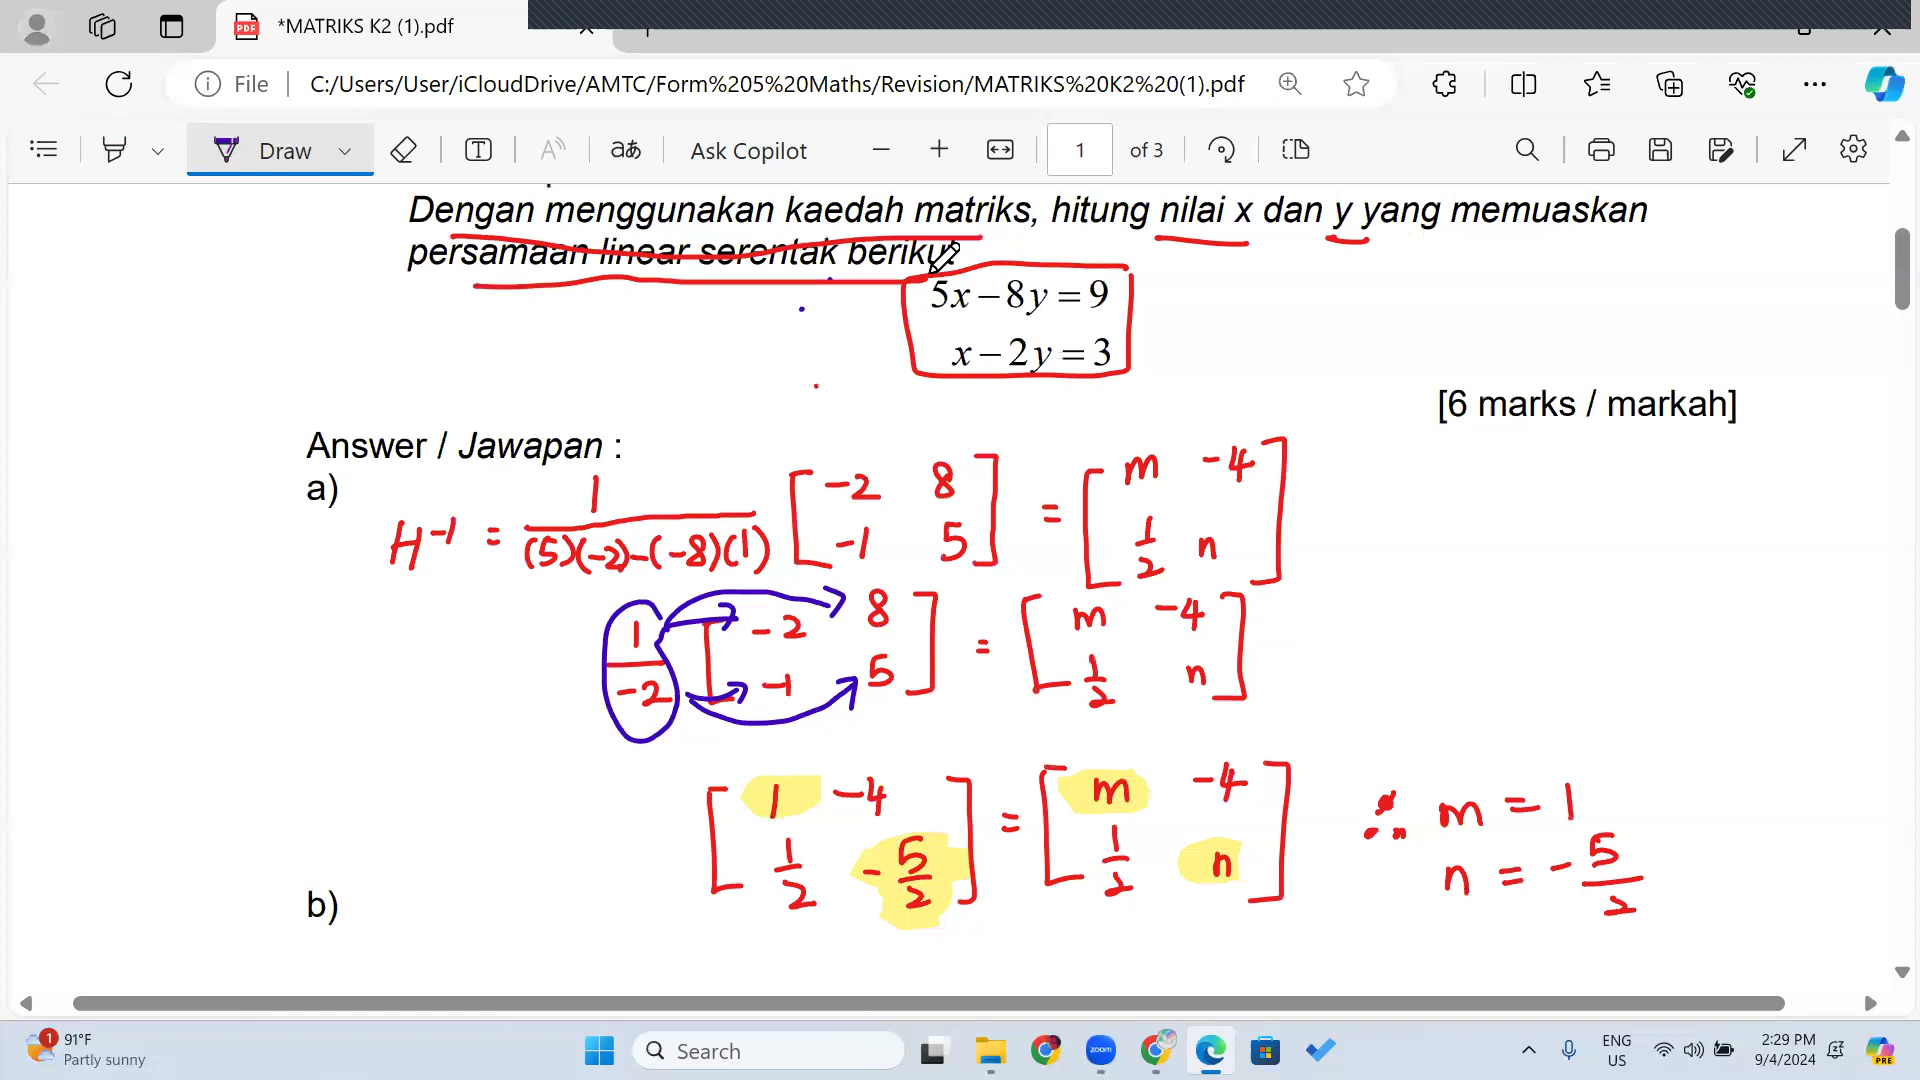 *MATRIKS K2 (1).pdf
File
C:/Users/User/iCloudDrive/AMTC/Form%205%20Maths/Revision/MATRIKS%20K2%20(1).pdf
Draw
Ask Copilot
1 of 3
Dengan menggunakan kaedah matriks, hitung nilai x dan y yang memuaskan
persamaan linear serentak berikut:
5x − 8y = 9
x − 2y = 3
[6 marks / markah]
Answer / Jawapan :
a)
H⁻¹ = 1/((5)(-2)-(-8)(1)) [-2 8; -1 5] = [m -4; 1/2 n]
1/-2 [-2 8; -1 5] = [m -4; 1/2 n]
[1 -4; 1/2 -5/2] = [m -4; 1/2 n] ∴ m = 1
n = -5/2
b)
1
91°F
Partly sunny
Search
zoom
ENG
US
2:29 PM
9/4/2024
PRE